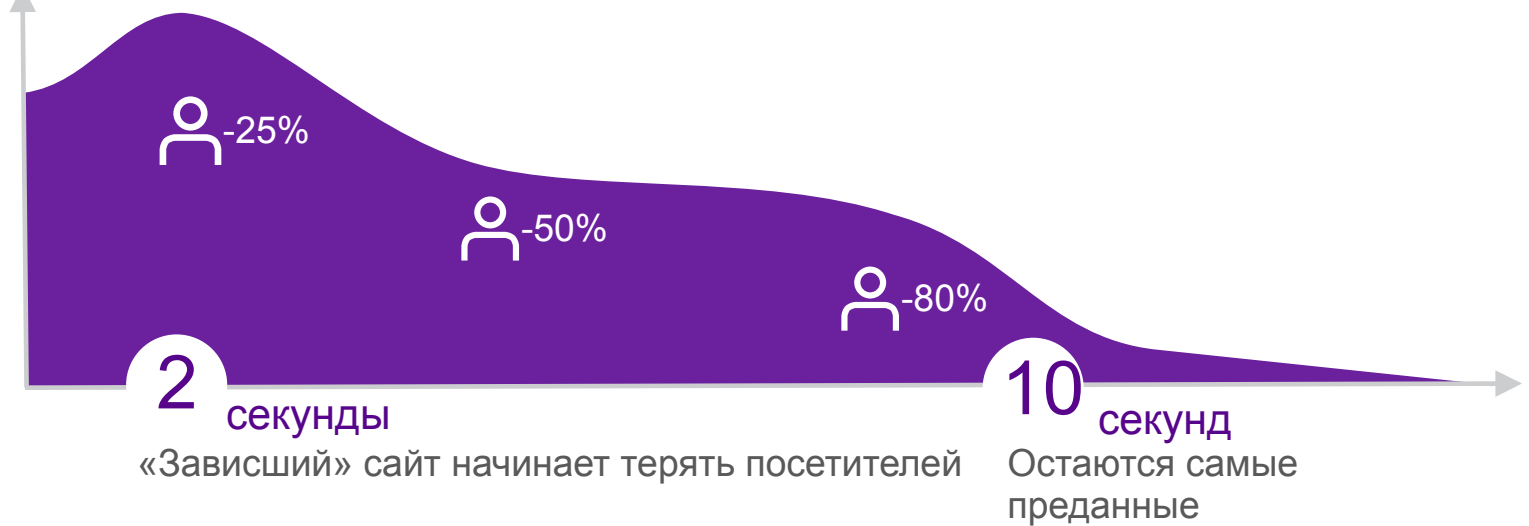 -25%
-50%
-80%
2 секунды
«Зависший» сайт начинает терять посетителей
10 секунд
Остаются самые
преданные